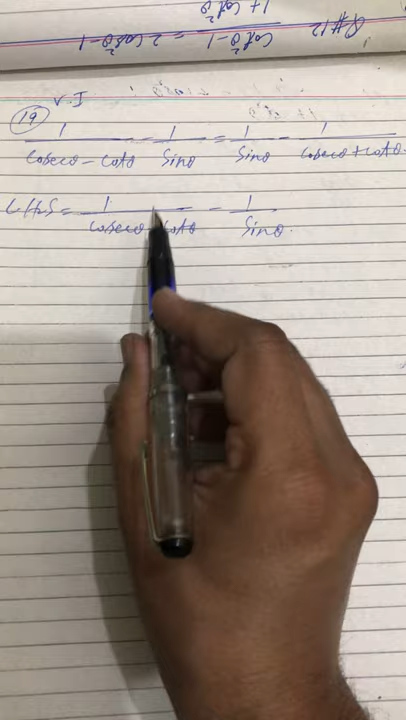 Q#12 cot²θ-1 / 1+cot²θ = 2cos²θ-1
V.I
(19) 1/(cosecθ-cotθ) - 1/sinθ = 1/sinθ - 1/(cosecθ+cotθ)
LHS= 1/(cosecθ-cotθ) - 1/sinθ.